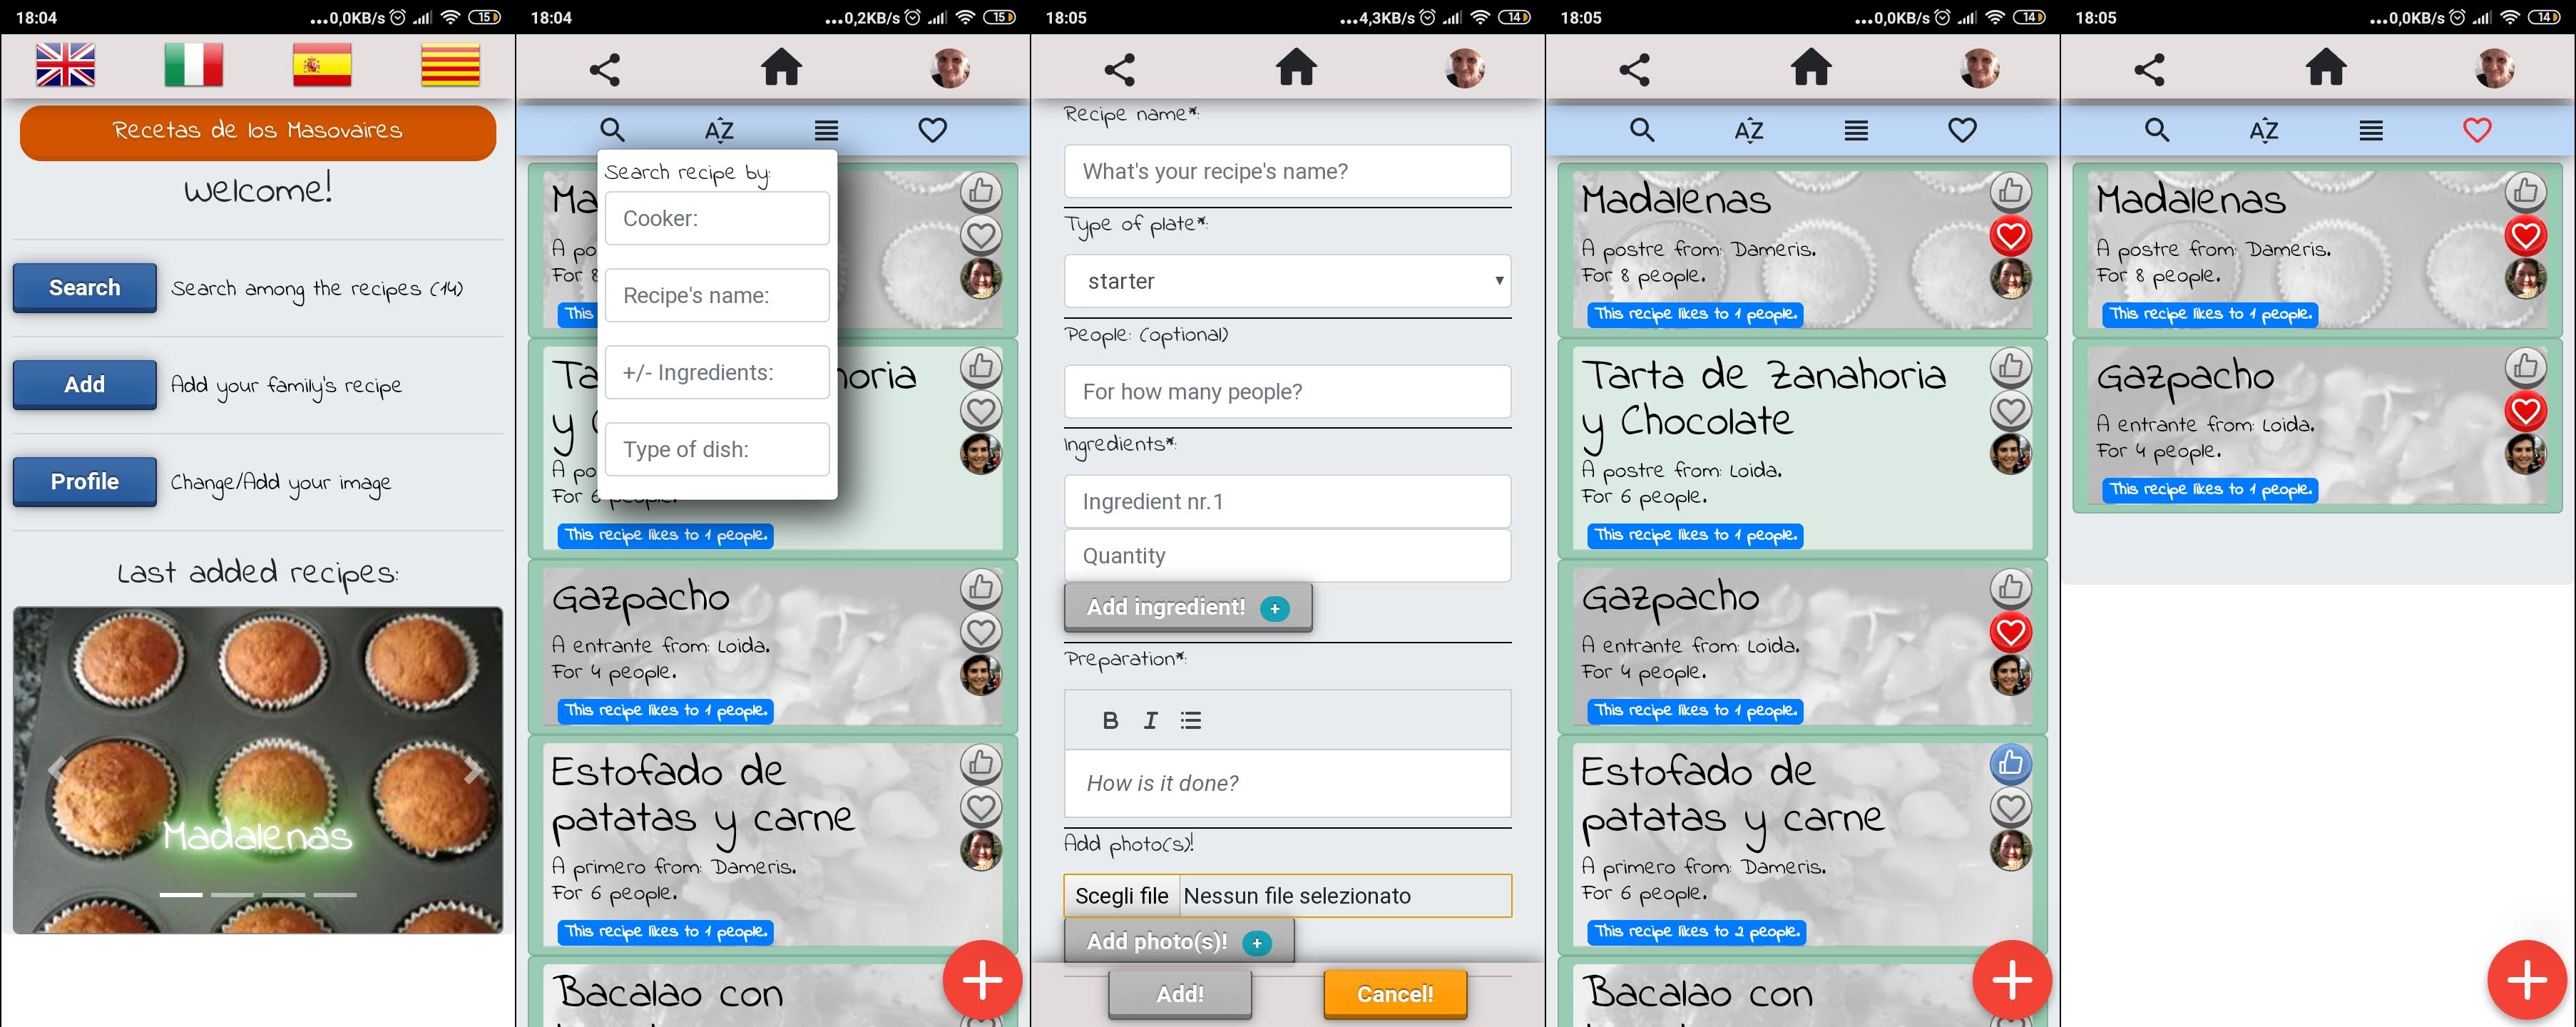 18:04
...0,0KB/s
15
Recetas de los Masovaires
Welcome!
Search
Search among the recipes (14)
Add
Add your family's recipe
Profile
Change/Add your image
Last added recipes:
Madalenas
18:04
...0,2KB/s
15
AZ
Search recipe by:
Cooker:
Recipe's name:
+/- Ingredients:
Type of dish:
Ma
A po
For 8
This
Ta
horia
y C
A po
For 6 people.
This recipe likes to 1 people.
Gazpacho
A entrante from: Loida.
For 4 people.
This recipe likes to 1 people.
Estofado de
patatas y carne
A primero from: Dameris.
For 6 people.
This recipe likes to 1 people.
Bacalao con
18:05
...4,3KB/s
14
Recipe name*:
What's your recipe's name?
Type of plate*:
starter
People: (optional)
For how many people?
Ingredients*:
Ingredient nr.1
Quantity
Add ingredient! +
Preparation*:
B I
How is it done?
Add photo(s)!
Scegli file Nessun file selezionato
Add photo(s)! +
Add!
Cancel!
18:05
...0,0KB/s
14
AZ
Madalenas
A postre from: Dameris.
For 8 people.
This recipe likes to 1 people.
Tarta de Zanahoria
y Chocolate
A postre from: Loida.
For 6 people.
This recipe likes to 1 people.
Gazpacho
A entrante from: Loida.
For 4 people.
This recipe likes to 1 people.
Estofado de
patatas y carne
A primero from: Dameris.
For 6 people.
This recipe likes to 2 people.
Bacalao con
18:05
...0,0KB/s
14
AZ
Madalenas
A postre from: Dameris.
For 8 people.
This recipe likes to 1 people.
Gazpacho
A entrante from: Loida.
For 4 people.
This recipe likes to 1 people.